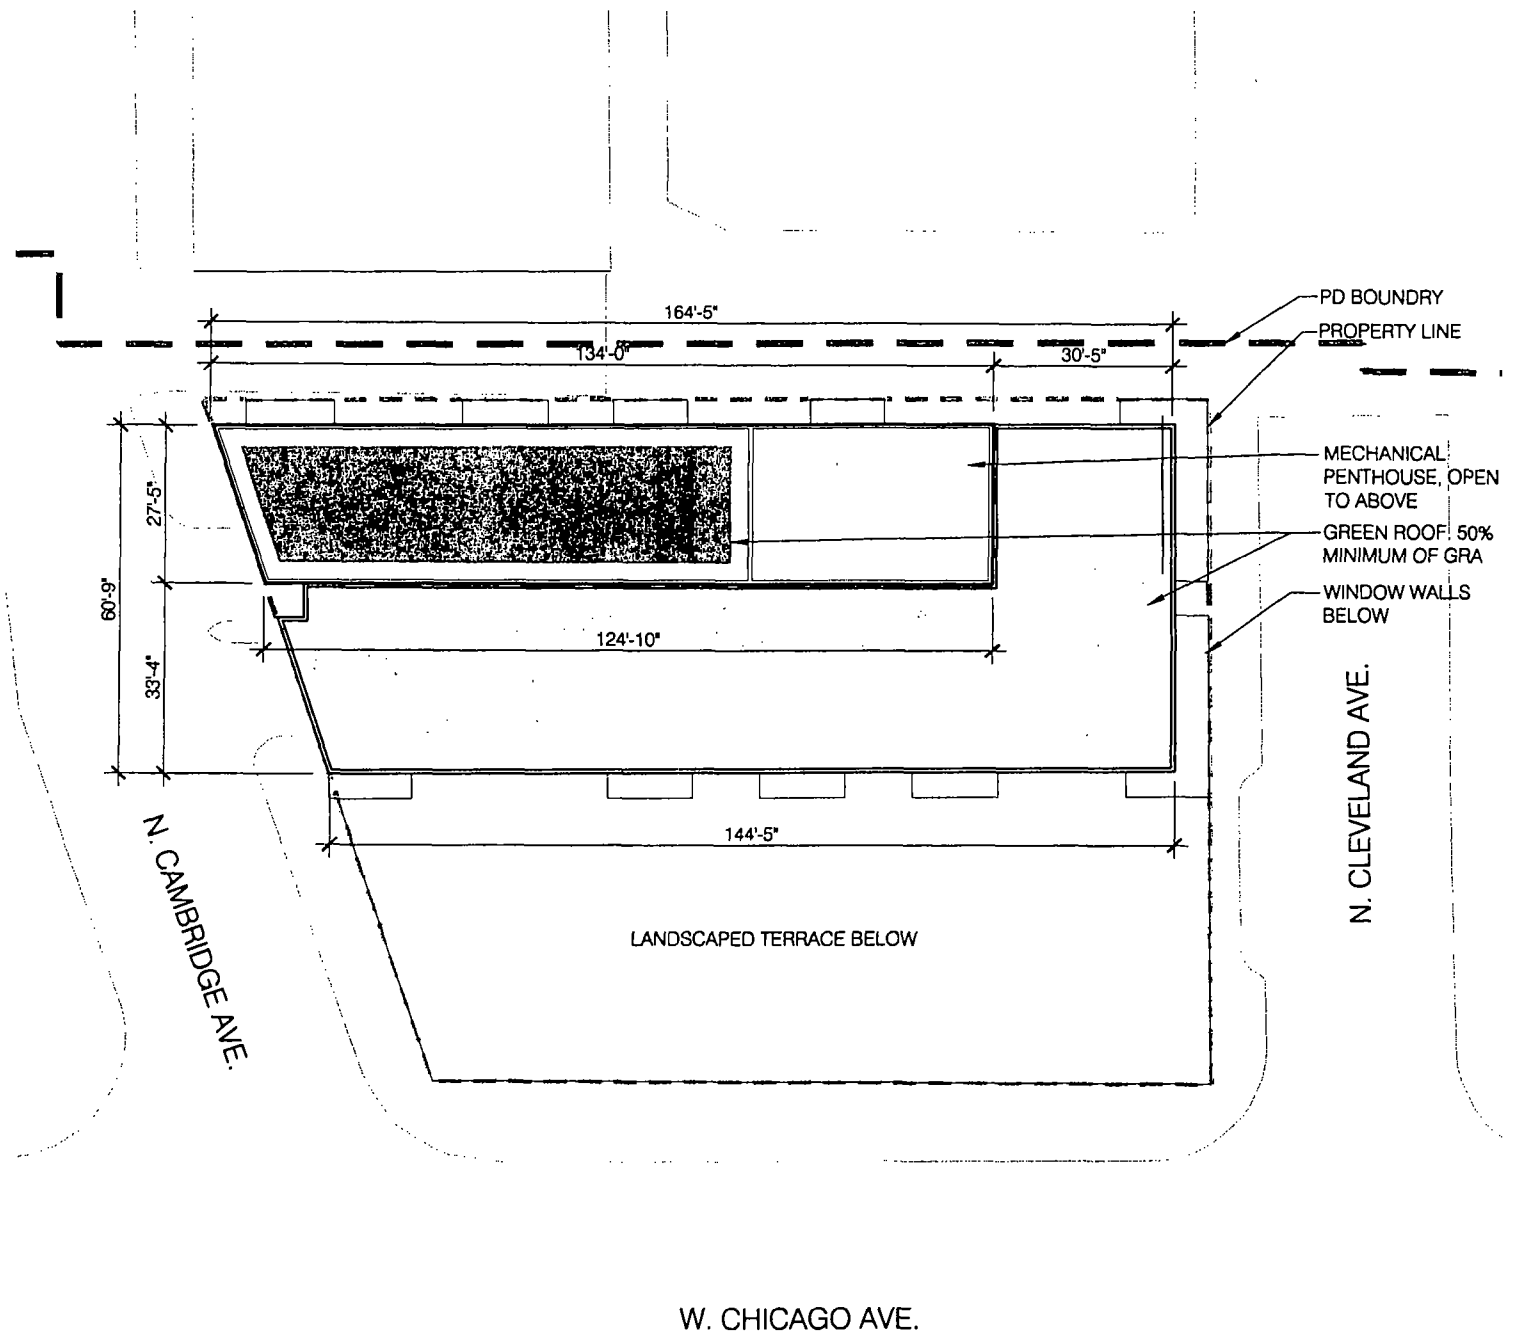 PD BOUNDRY
164'-5"
PROPERTY LINE
134'-0"
30'-5"
MECHANICAL
PENTHOUSE, OPEN
TO ABOVE
27'-5"
GREEN ROOF: 50%
MINIMUM OF GRA
60'-9"
WINDOW WALLS
BELOW
124'-10"
33'-4"
N. CLEVELAND AVE.
144'-5"
N. CAMBRIDGE AVE.
LANDSCAPED TERRACE BELOW
W. CHICAGO AVE.